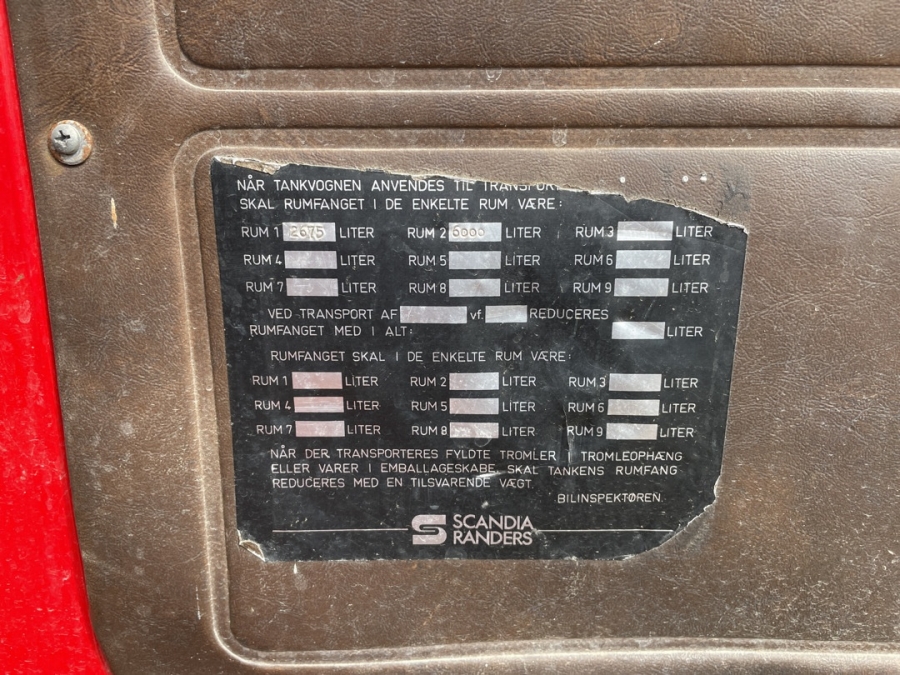 NÅR TANKVOGNEN ANVENDES TIL TRANSPORT
SKAL RUMFANGET I DE ENKELTE RUM VÆRE:
RUM 1 2675 LITER RUM 2 6000 LITER RUM 3 LITER
RUM 4 LITER RUM 5 LITER RUM 6 LITER
RUM 7 LITER RUM 8 LITER RUM 9 LITER
VED TRANSPORT AF vf. REDUCERES
RUMFANGET MED I ALT: LITER
RUMFANGET SKAL I DE ENKELTE RUM VÆRE:
RUM 1 LITER RUM 2 LITER RUM 3 LITER
RUM 4 LITER RUM 5 LITER RUM 6 LITER
RUM 7 LITER RUM 8 LITER RUM 9 LITER
NÅR DER TRANSPORTERES FYLDTE TROMLER I TROMLEOPHÆNG
ELLER VARER I EMBALLAGESKABE, SKAL TANKENS RUMFANG
REDUCERES MED EN TILSVARENDE VÆGT.
BILINSPEKTØREN.
SCANDIA
RANDERS